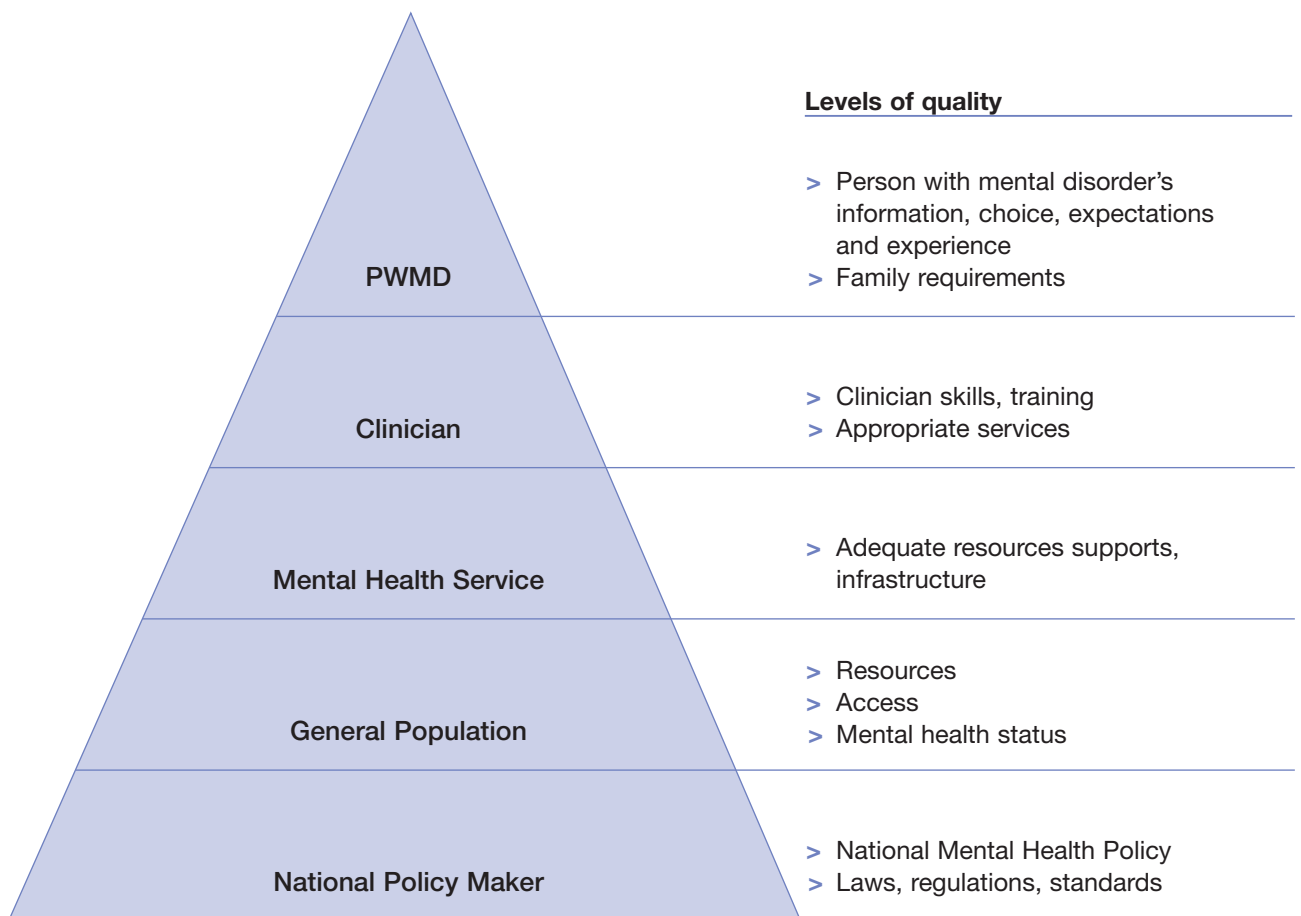 Levels of quality
> Person with mental disorder’s
information, choice, expectations
and experience
PWMD
> Family requirements
> Clinician skills, training
Clinician
> Appropriate services
> Adequate resources supports,
Mental Health Service
infrastructure
> Resources
> Access
General Population
> Mental health status
> National Mental Health Policy
National Policy Maker
> Laws, regulations, standards